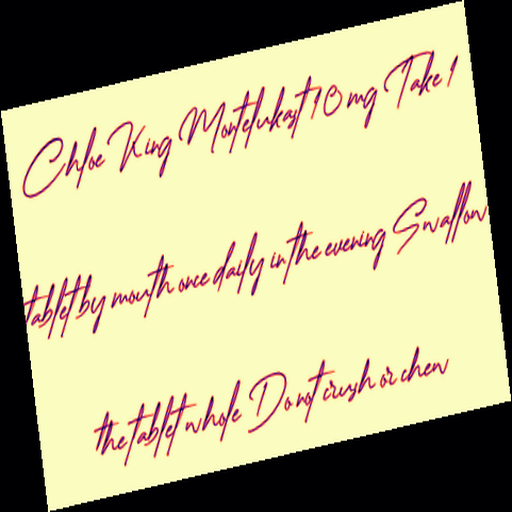 Chloe King Montelukast 10 mg Take 1
tablet by mouth once daily in the evening Swallow
the tablet whole Do not crush or chew